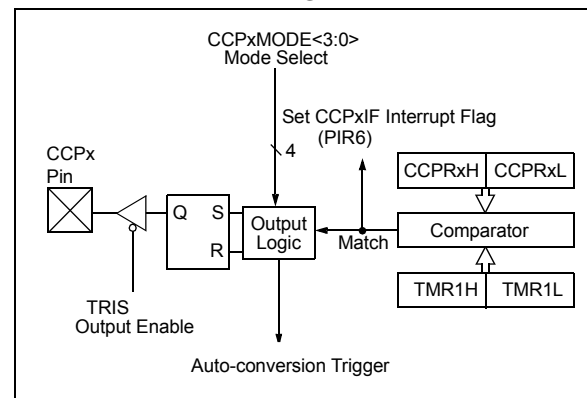 CCPxMODE<3:0>
Mode Select
Set CCPxIF Interrupt Flag
(PIR6)
4
CCPx
Pin
CCPRxH CCPRxL
Q S
R
Output
Logic
Match
Comparator
TMR1H TMR1L
TRIS
Output Enable
Auto-conversion Trigger